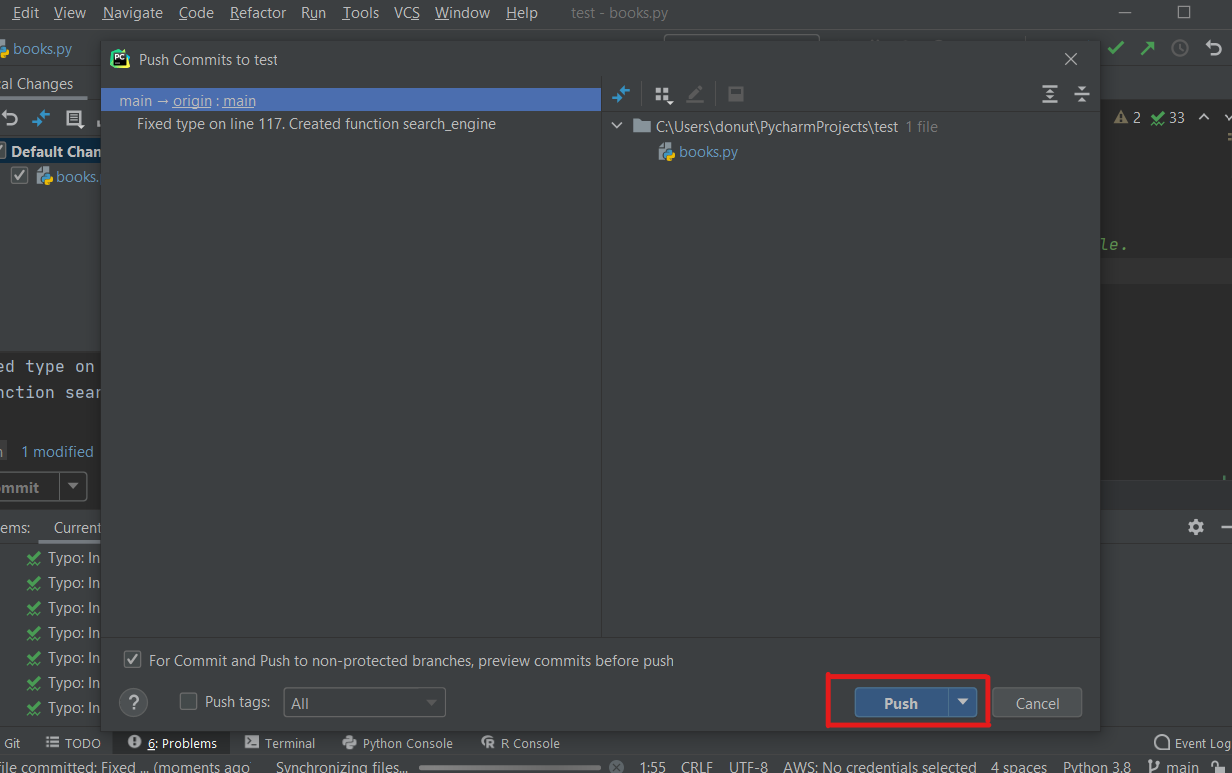 Edit View Navigate Code Refactor Run Tools VCS Window Help test - books.py
books.py
Push Commits to test
cal Changes
main → origin : main
Fixed type on line 117. Created function search_engine
C:\Users\donut\PycharmProjects\test 1 file
2 33
Default Chan
books.py
books.
le.
ed type on
nction sear
1 modified
ommit
ems: Current
Typo: In
Typo: In
Typo: In
Typo: In
Typo: In
Typo: In
Typo: In
For Commit and Push to non-protected branches, preview commits before push
? Push tags: All Push Cancel
Git TODO 6: Problems Terminal Python Console R Console Event Log
file committed: Fixed ... (moments ago Synchronizing files... 1:55 CRLF UTF-8 AWS: No credentials selected 4 spaces Python 3.8 main